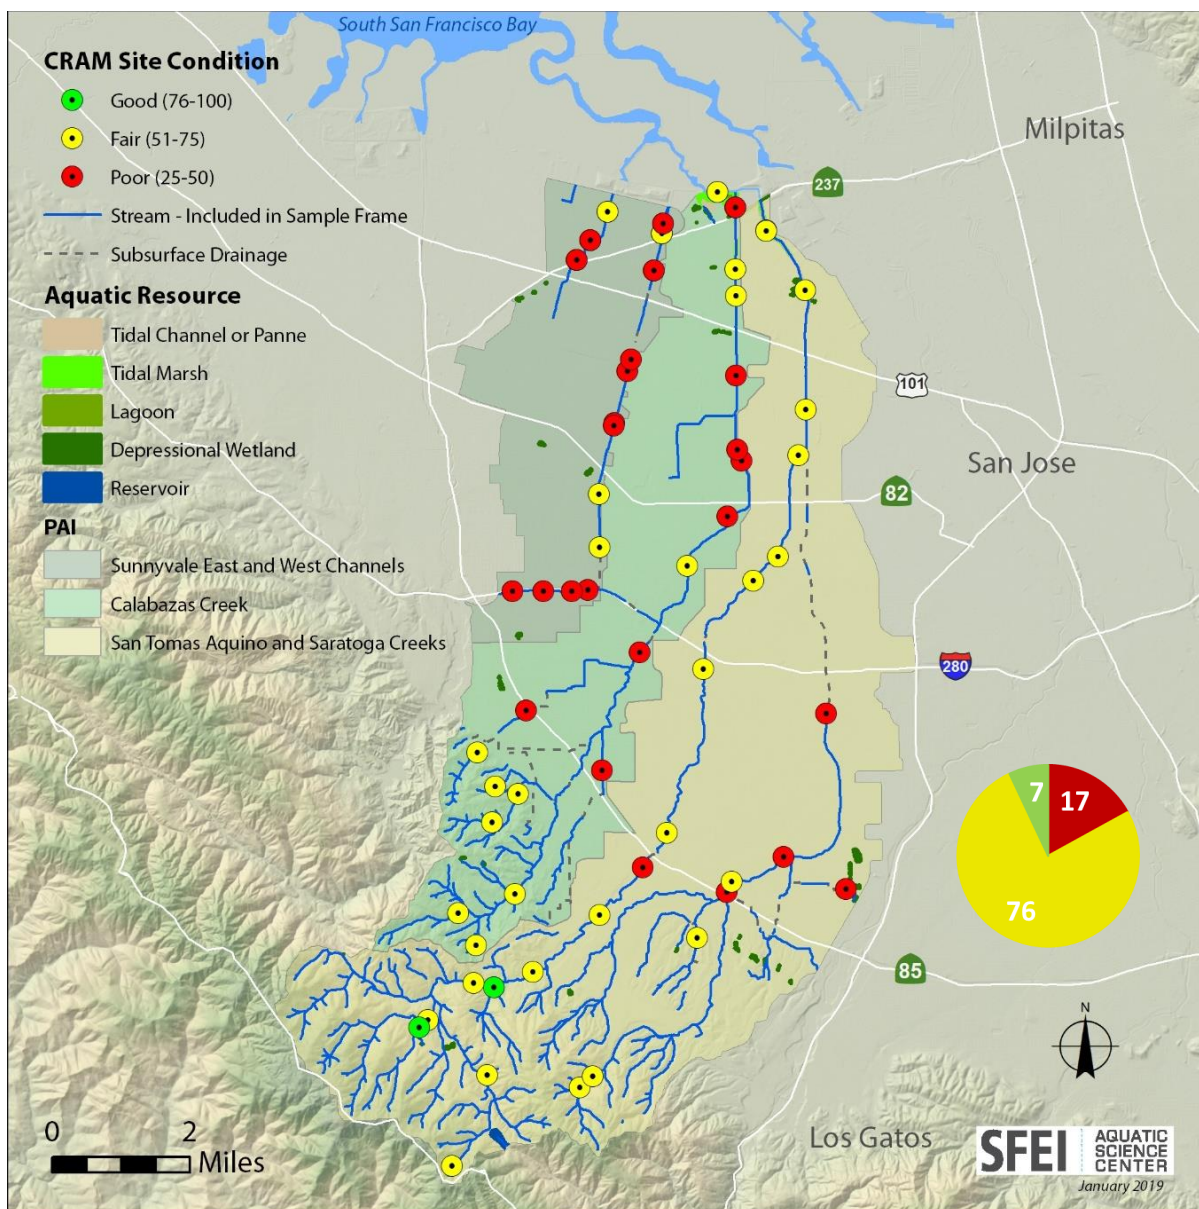 South San Francisco Bay
CRAM Site Condition
Good (76-100)
Fair (51-75)
Poor (25-50)
Stream - Included in Sample Frame
Subsurface Drainage
Aquatic Resource
Tidal Channel or Panne
Tidal Marsh
Lagoon
Depressional Wetland
Reservoir
PAI
Sunnyvale East and West Channels
Calabazas Creek
San Tomas Aquino and Saratoga Creeks
Milpitas
237
101
San Jose
82
280
7
17
76
85
N
0
2
Miles
Los Gatos
SFEI
AQUATIC
SCIENCE
CENTER
January 2019